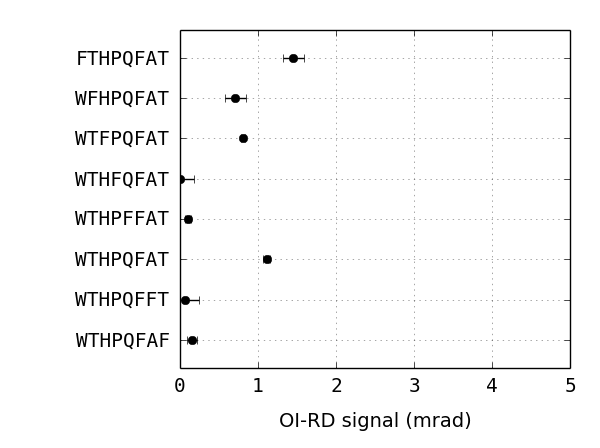 FTHPQFAT
WFHPQFAT
WTFPQFAT
WTHFQFAT
WTHPFFAT
WTHPQFAT
WTHPQFFT
WTHPQFAF
0 1 2 3 4 5
OI-RD signal (mrad)